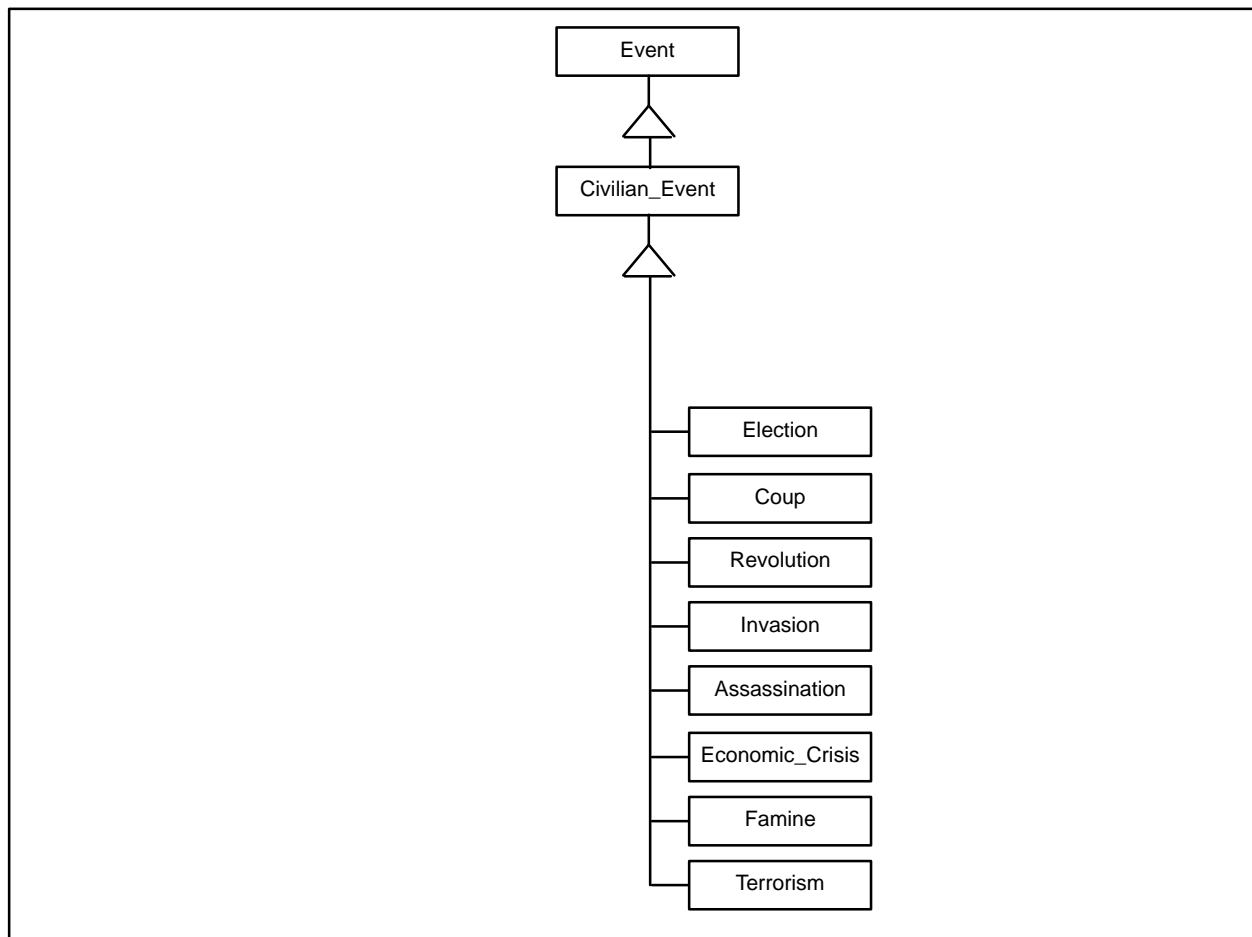 Event
Civilian_Event
Election
Coup
Revolution
Invasion
Assassination
Economic_Crisis
Famine
Terrorism